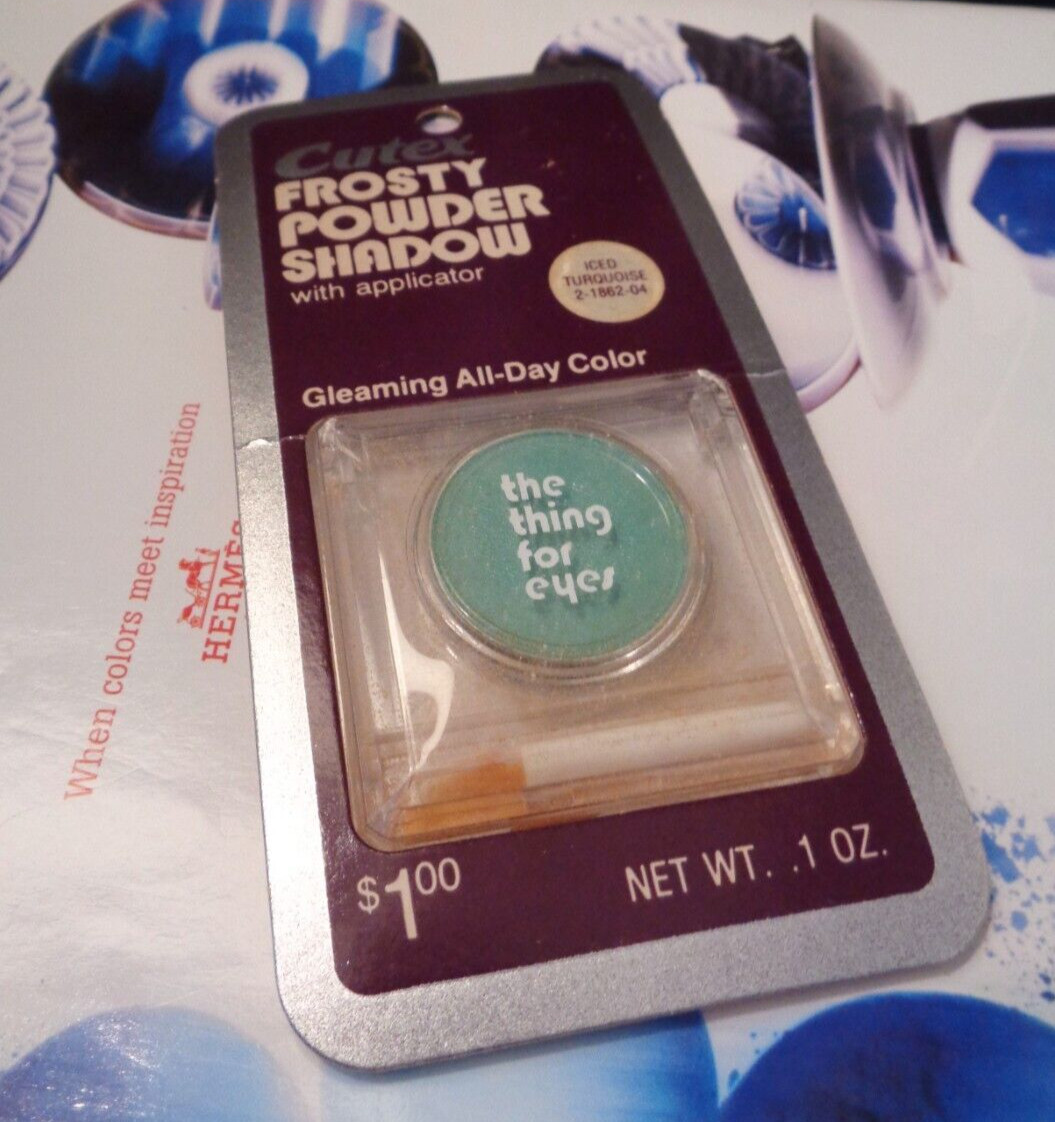 Cutex
FROSTY
POWDER
SHADOW
with applicator
ICED
TURQUOISE
2-1862-04
Gleaming All-Day Color
the
thing
for
eyes
$1.00
NET WT. .1 OZ.
When colors meet inspiration
HERMÈS